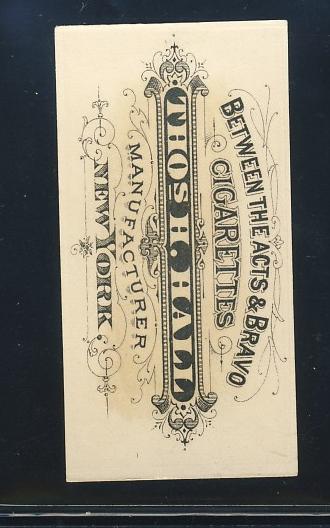 BETWEEN THE ACTS & BRAVO
CIGARETTES
THOS H. HALL
MANUFACTURER
NEW YORK.